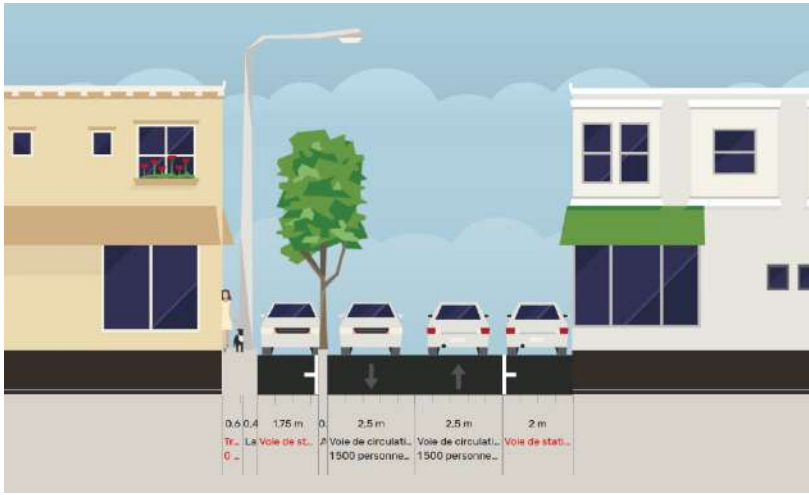 0.6 0.4 1.75 m 0. 2,5 m 2,5 m 2 m
Tr... La Voie de st... A Voie de circulati... Voie de circulati... Voie de stati...
0 ... 1500 personne... 1500 personne...